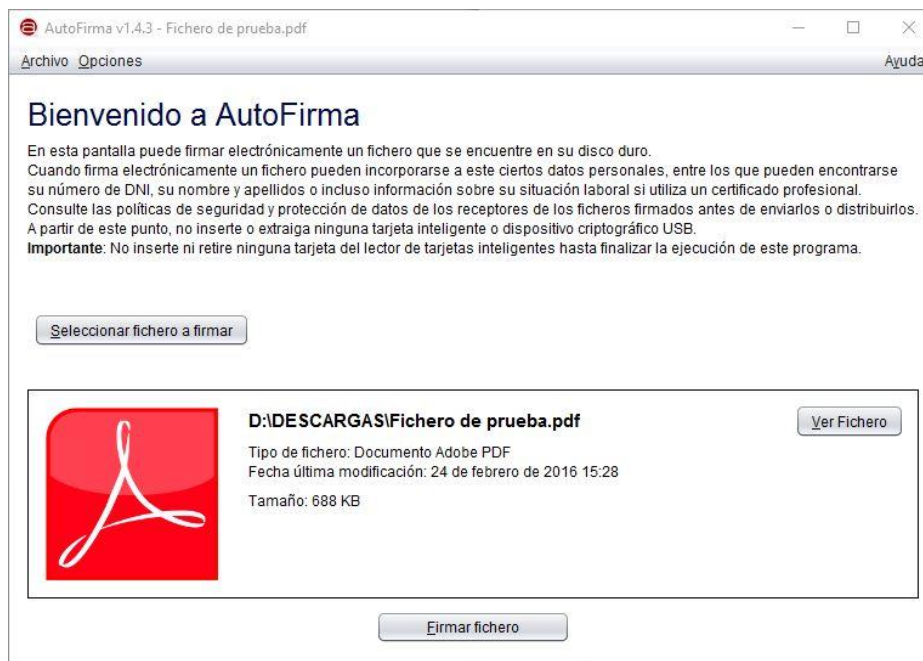 AutoFirma v1.4.3 - Fichero de prueba.pdf
Archivo Opciones Ayuda
Bienvenido a AutoFirma
En esta pantalla puede firmar electrónicamente un fichero que se encuentre en su disco duro.
Cuando firma electrónicamente un fichero pueden incorporarse a este ciertos datos personales, entre los que pueden encontrarse
su número de DNI, su nombre y apellidos o incluso información sobre su situación laboral si utiliza un certificado profesional.
Consulte las políticas de seguridad y protección de datos de los receptores de los ficheros firmados antes de enviarlos o distribuirlos.
A partir de este punto, no inserte o extraiga ninguna tarjeta inteligente o dispositivo criptográfico USB.
Importante: No inserte ni retire ninguna tarjeta del lector de tarjetas inteligentes hasta finalizar la ejecución de este programa.
Seleccionar fichero a firmar
D:\DESCARGAS\Fichero de prueba.pdf
Ver Fichero
Tipo de fichero: Documento Adobe PDF
Fecha última modificación: 24 de febrero de 2016 15:28
Tamaño: 688 KB
Firmar fichero